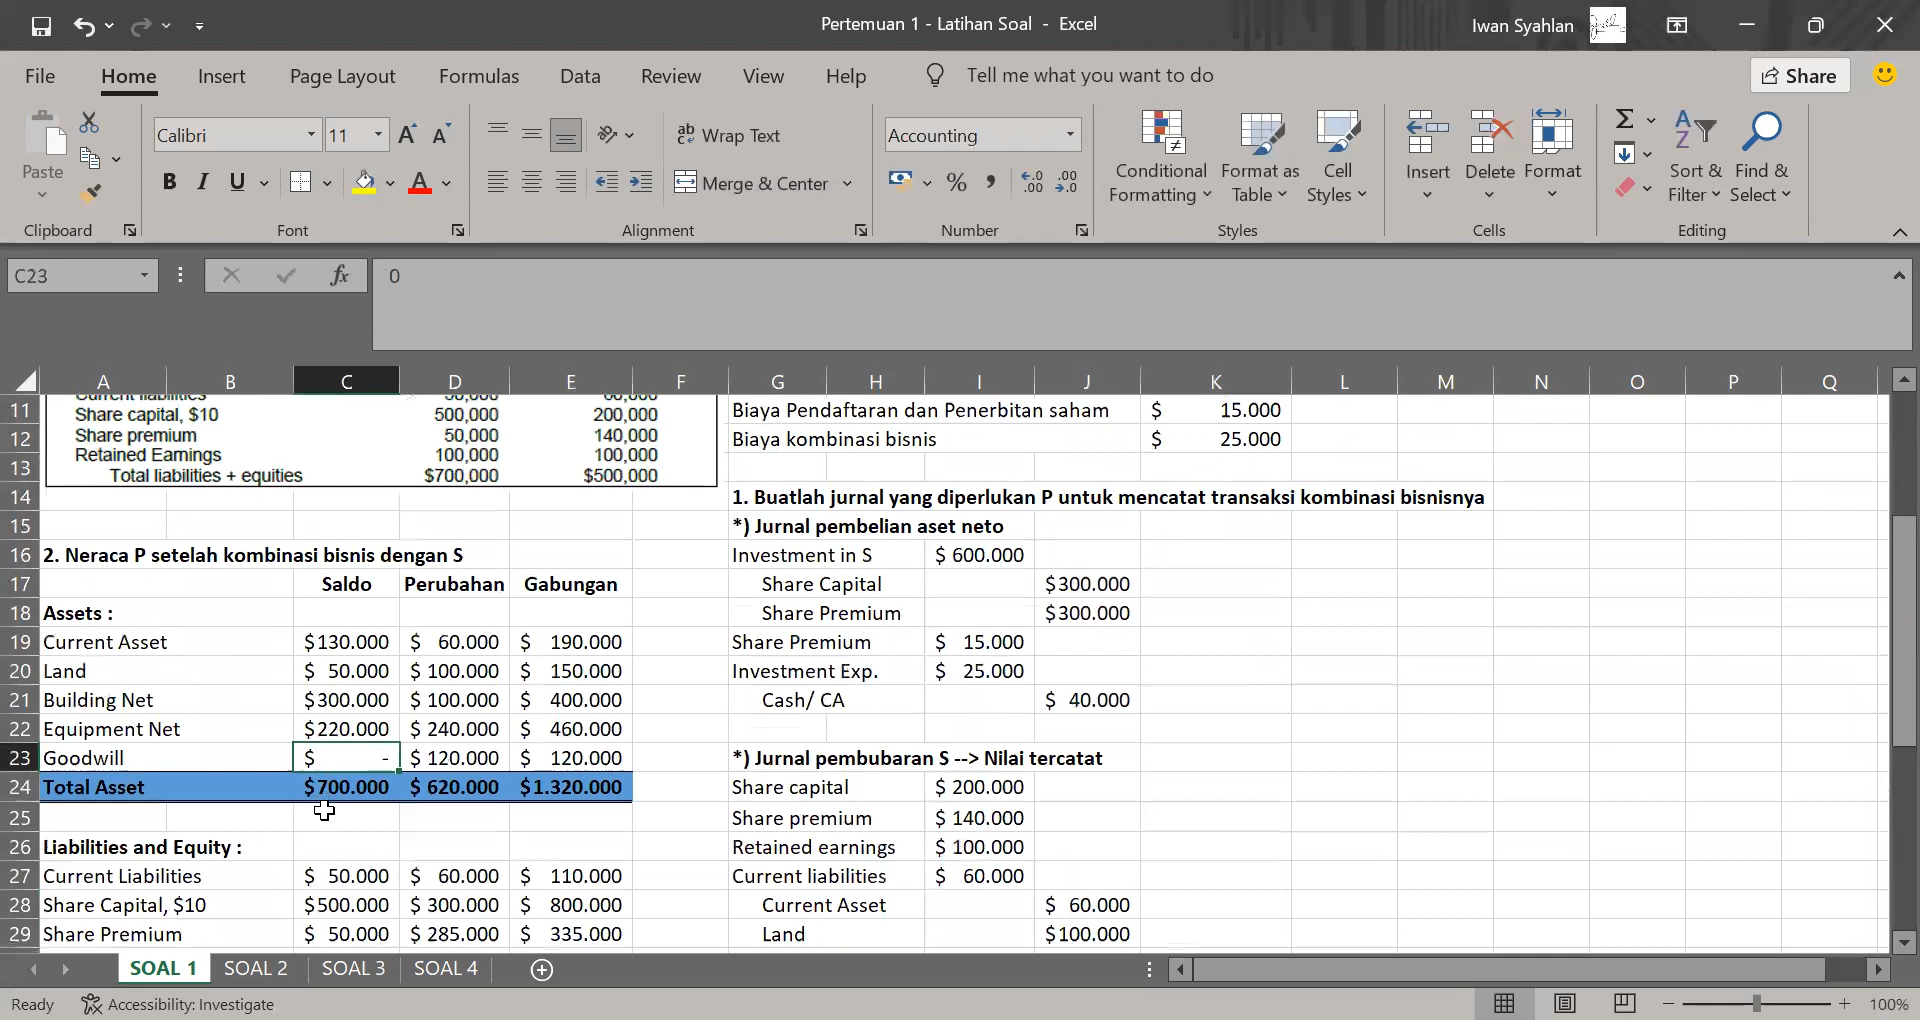 Pertemuan 1 - Latihan Soal - Excel
Iwan Syahlan
File Home Insert Page Layout Formulas Data Review View Help Tell me what you want to do Share
Paste
Calibri 11
Wrap Text
Merge & Center
Accounting
Conditional Formatting
Format as Table
Cell Styles
Insert
Delete
Format
Sort & Filter
Find & Select
Clipboard Font Alignment Number Styles Cells Editing
C23 fx 0
A B C D E F G H I J K L M N O P Q
Current liabilities 50,000 60,000
11 Share capital, $10 500,000 200,000 Biaya Pendaftaran dan Penerbitan saham $ 15.000
12 Share premium 50,000 140,000 Biaya kombinasi bisnis $ 25.000
13 Retained Earnings 100,000 100,000
Total liabilities + equities $700,000 $500,000
14 1. Buatlah jurnal yang diperlukan P untuk mencatat transaksi kombinasi bisnisnya
15 *) Jurnal pembelian aset neto
16 2. Neraca P setelah kombinasi bisnis dengan S Investment in S $ 600.000
17 Saldo Perubahan Gabungan Share Capital $300.000
18 Assets : Share Premium $300.000
19 Current Asset $130.000 $ 60.000 $ 190.000 Share Premium $ 15.000
20 Land $ 50.000 $ 100.000 $ 150.000 Investment Exp. $ 25.000
21 Building Net $300.000 $ 100.000 $ 400.000 Cash/ CA $ 40.000
22 Equipment Net $220.000 $ 240.000 $ 460.000
23 Goodwill $ - $ 120.000 $ 120.000 *) Jurnal pembubaran S --> Nilai tercatat
24 Total Asset $700.000 $ 620.000 $1.320.000 Share capital $ 200.000
25 Share premium $ 140.000
26 Liabilities and Equity : Retained earnings $ 100.000
27 Current Liabilities $ 50.000 $ 60.000 $ 110.000 Current liabilities $ 60.000
28 Share Capital, $10 $500.000 $ 300.000 $ 800.000 Current Asset $ 60.000
29 Share Premium $ 50.000 $ 285.000 $ 335.000 Land $100.000
SOAL 1 SOAL 2 SOAL 3 SOAL 4
Ready Accessibility: Investigate 100%